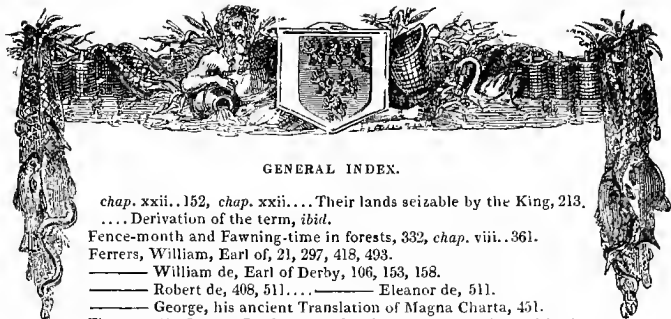 GENERAL INDEX.
chap. xxii..152, chap. xxii.... Their lands seizable by the King, 213.
.... Derivation of the term, ibid.
Fence-month and Fawning-time in forests, 332, chap. viii..361.
Ferrers, William, Earl of, 21, 297, 418, 493.
——— William de, Earl of Derby, 106, 153, 158.
——— Robert de, 408, 511....——— Eleanor de, 511.
——— George, his ancient Translation of Magna Charta, 451.